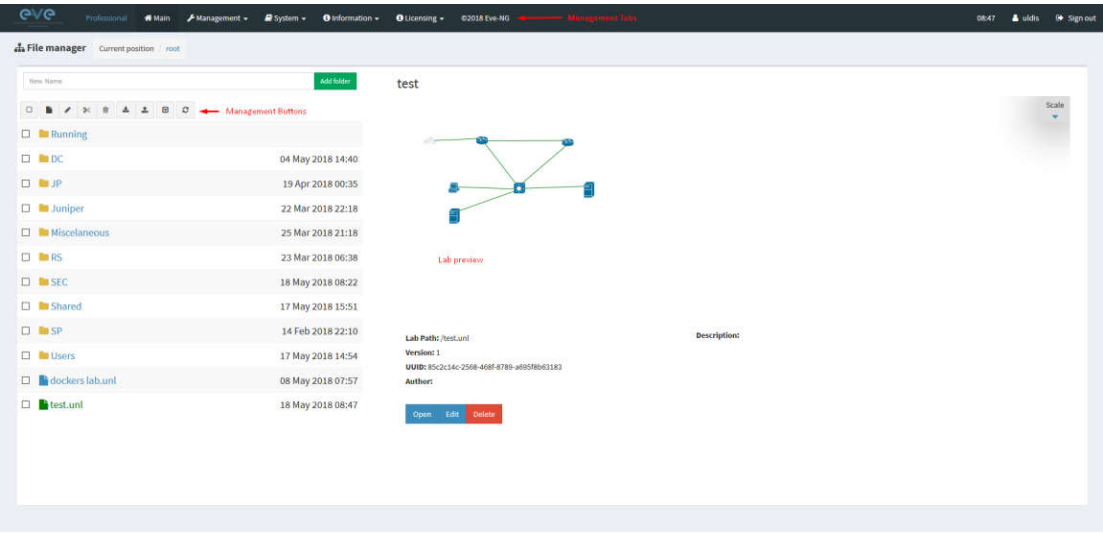 eve Professional Main Management System Information Licensing ©2018 Eve-NG Management Tabs 08:47 uldis Sign out
File manager Current position / root
New Name Add folder
Management Buttons
Running
DC 04 May 2018 14:40
JP 19 Apr 2018 00:35
Juniper 22 Mar 2018 22:18
Miscelaneous 25 Mar 2018 21:18
RS 23 Mar 2018 06:38
SEC 18 May 2018 08:22
Shared 17 May 2018 15:51
SP 14 Feb 2018 22:10
Users 17 May 2018 14:54
dockers lab.unl 08 May 2018 07:57
test.unl 18 May 2018 08:47
test
Scale
Lab preview
Lab Path: /test.unl
Version: 1
UUID: 85c2c14c-2568-468f-8789-a695f8b63183
Author:
Description:
Open Edit Delete